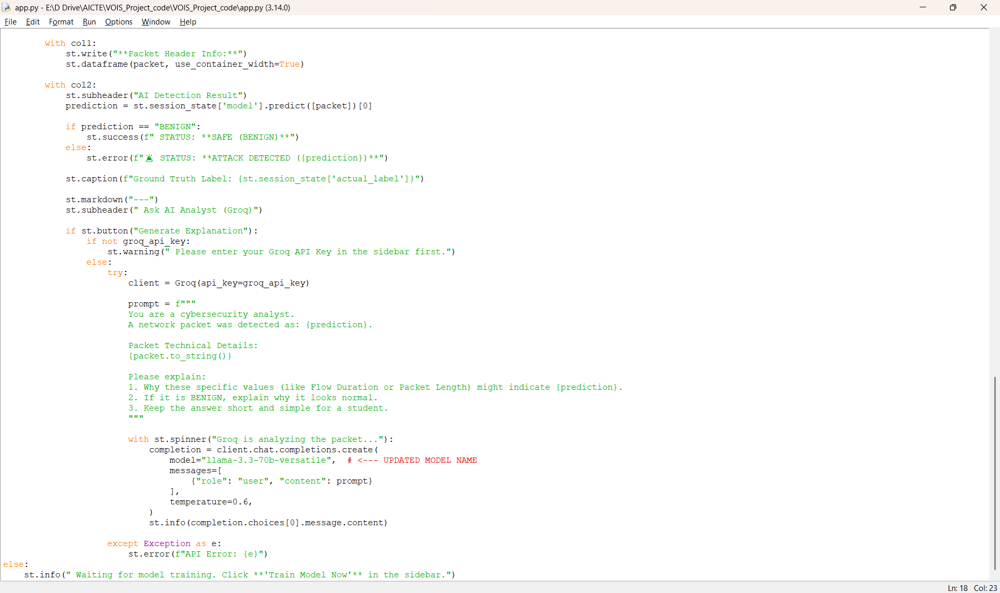 app.py - E:\D Drive\AICTE\VOIS_Project_code\VOIS_Project_code\app.py (3.14.0)
File Edit Format Run Options Window Help
        with col1:
            st.write("**Packet Header Info:**")
            st.dataframe(packet, use_container_width=True)
        with col2:
            st.subheader("AI Detection Result")
            prediction = st.session_state['model'].predict([packet])[0]
            if prediction == "BENIGN":
                st.success(f" STATUS: **SAFE (BENIGN)**")
            else:
                st.error(f"🚨 STATUS: **ATTACK DETECTED ({prediction})**")
            st.caption(f"Ground Truth Label: {st.session_state['actual_label']}")
            st.markdown("---")
            st.subheader(" Ask AI Analyst (Groq)")
            if st.button("Generate Explanation"):
                if not groq_api_key:
                    st.warning(" Please enter your Groq API Key in the sidebar first.")
                else:
                    try:
                        client = Groq(api_key=groq_api_key)
                        prompt = f"""
                        You are a cybersecurity analyst.
                        A network packet was detected as: {prediction}.
                        Packet Technical Details:
                        {packet.to_string()}
                        Please explain:
                        1. Why these specific values (like Flow Duration or Packet Length) might indicate {prediction}.
                        2. If it is BENIGN, explain why it looks normal.
                        3. Keep the answer short and simple for a student.
                        """
                        with st.spinner("Groq is analyzing the packet..."):
                            completion = client.chat.completions.create(
                                model="llama-3.3-70b-versatile",  # <--- UPDATED MODEL NAME
                                messages=[
                                    {"role": "user", "content": prompt}
                                ],
                                temperature=0.6,
                            )
                            st.info(completion.choices[0].message.content)
                    except Exception as e:
                        st.error(f"API Error: {e}")
else:
    st.info(" Waiting for model training. Click **'Train Model Now'** in the sidebar.")
Ln: 18 Col: 23